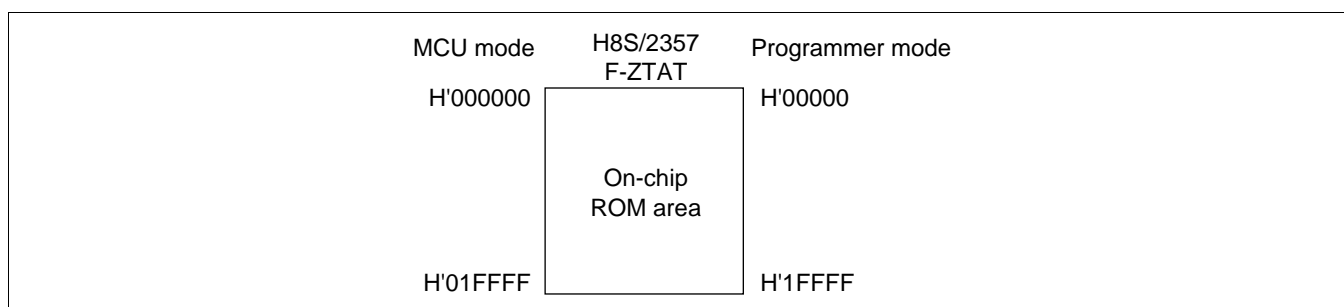 MCU mode
H8S/2357
F-ZTAT
Programmer mode
H'000000
H'00000
On-chip
ROM area
H'01FFFF
H'1FFFF